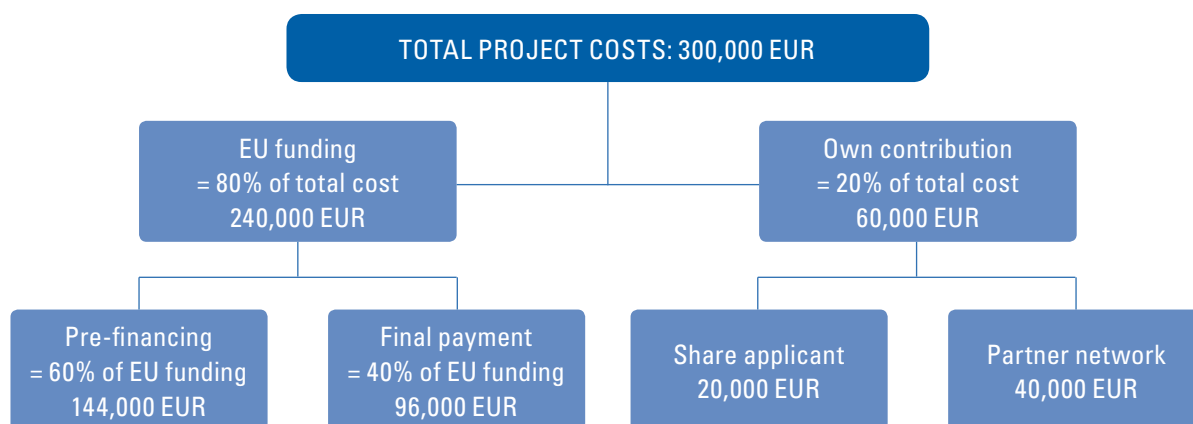 TOTAL PROJECT COSTS: 300,000 EUR
EU funding
= 80% of total cost
240,000 EUR
Own contribution
= 20% of total cost
60,000 EUR
Pre-financing
= 60% of EU funding
144,000 EUR
Final payment
= 40% of EU funding
96,000 EUR
Share applicant
20,000 EUR
Partner network
40,000 EUR